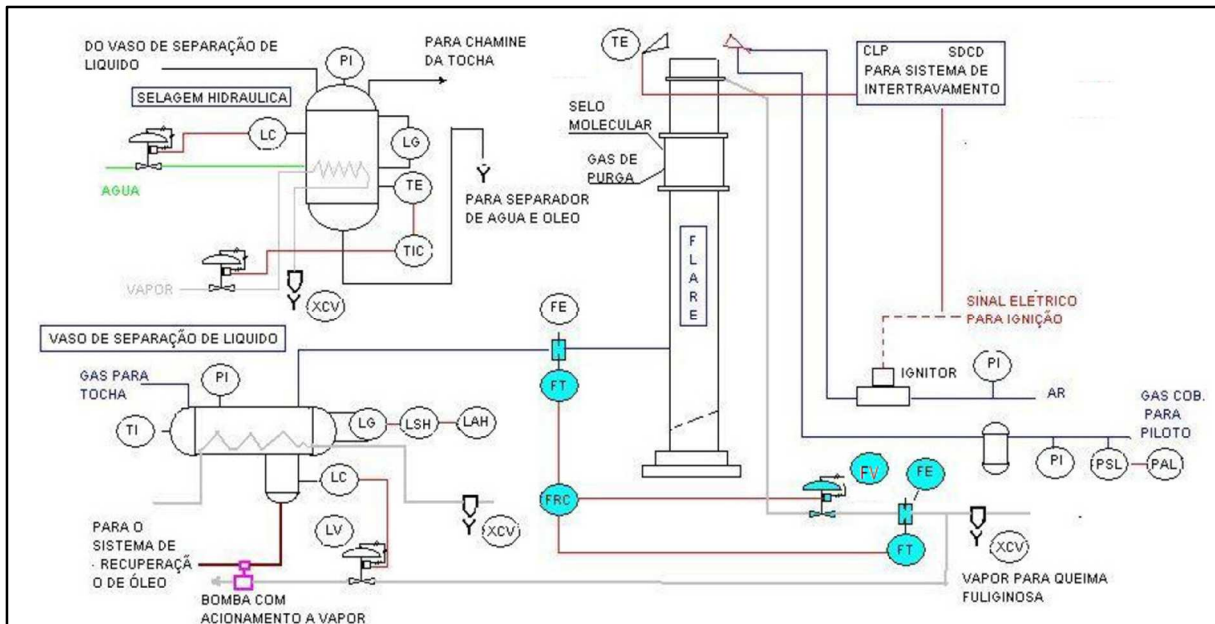 DO VASO DE SEPARAÇÃO DE
LIQUIDO
PI
PARA CHAMINE
DA TOCHA
SELAGEM HIDRAULICA
LC
LG
TE
AGUA
TIC
VAPOR
XCV
PARA SEPARADOR
DE AGUA E OLEO
TE
CLP SDCD
PARA SISTEMA DE
INTERTRAVAMENTO
SELO
MOLECULAR
GAS DE
PURGA
F
L
A
R
E
SINAL ELÉTRICO
PARA IGNIÇÃO
IGNITOR
PI
AR
GAS COB.
PARA
PILOTO
PI
PSL
PAL
VASO DE SEPARAÇÃO DE LIQUIDO
GAS PARA
TOCHA
PI
TI
LG
LSH
LAH
LC
XCV
LV
PARA O
SISTEMA DE
- RECUPERAÇÃ
O DE ÓLEO
BOMBA COM
ACIONAMENTO A VAPOR
FE
FT
FRC
FV
FE
FT
XCV
VAPOR PARA QUEIMA
FULIGINOSA